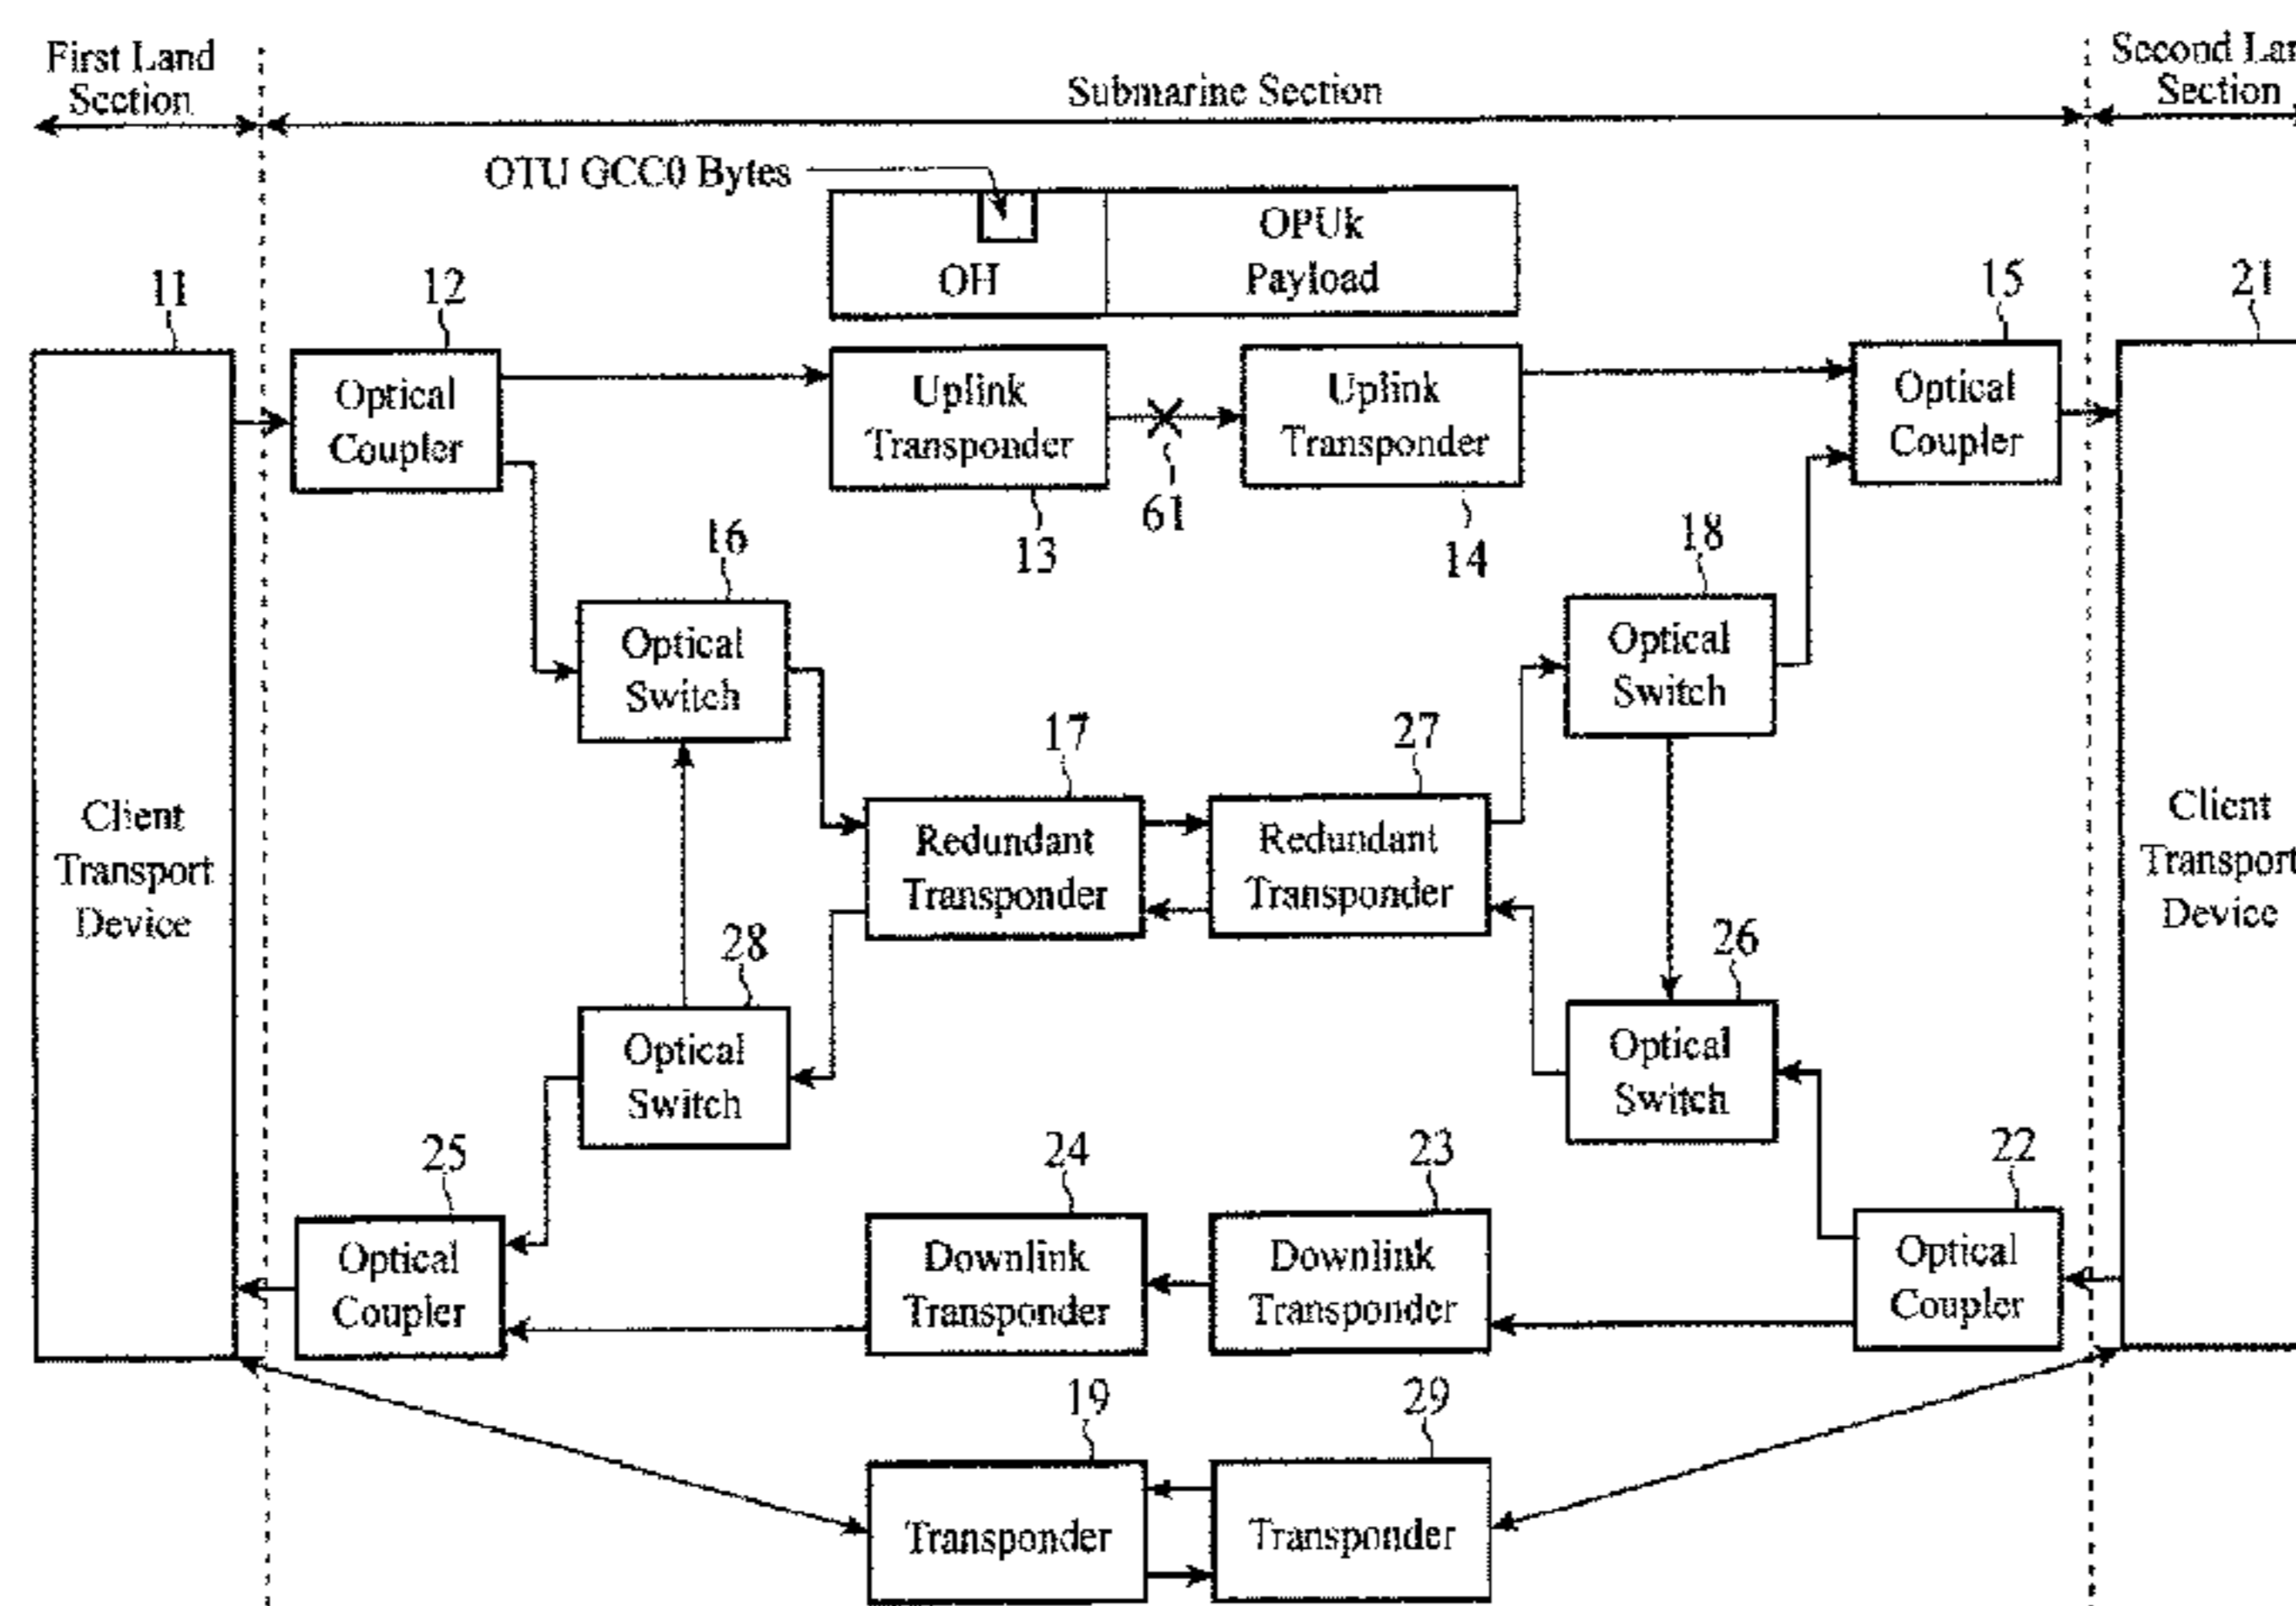 First Land
Section
Submarine Section
Second Lan
Section
OTU GCC0 Bytes
OPUk
Payload
OH
11
12
15
21
Optical
Coupler
Uplink
Transponder
Uplink
Transponder
Optical
Coupler
61
13
14
16
18
Optical
Switch
Optical
Switch
17
27
Client
Transport
Device
Redundant
Transponder
Redundant
Transponder
Client
Transport
Device
28
26
Optical
Switch
Optical
Switch
25
24
23
22
Optical
Coupler
Downlink
Transponder
Downlink
Transponder
Optical
Coupler
19
29
Transponder
Transponder